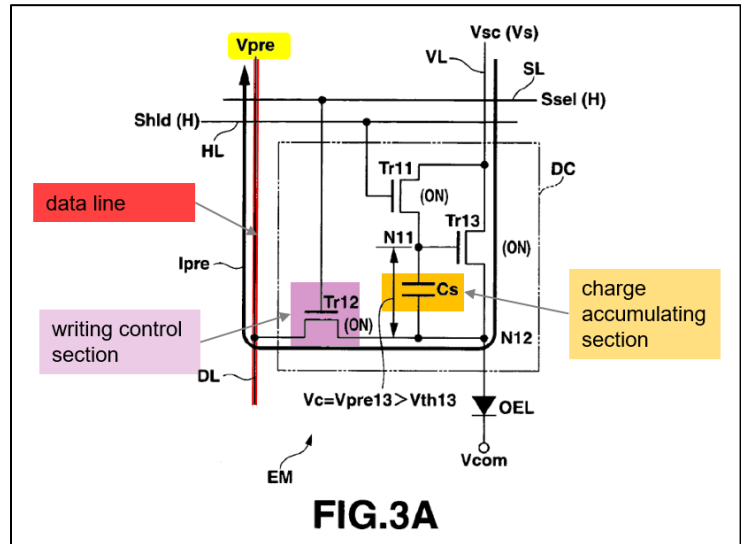 Vpre
Vsc (Vs)
VL
SL
Ssel (H)
Shld (H)
HL
DC
Tr11
(ON)
Tr13
data line
N11
(ON)
Ipre
Cs
charge
accumulating
section
Tr12
writing control
section
(ON)
N12
DL
Vc=Vpre13>Vth13
OEL
Vcom
EM
FIG.3A